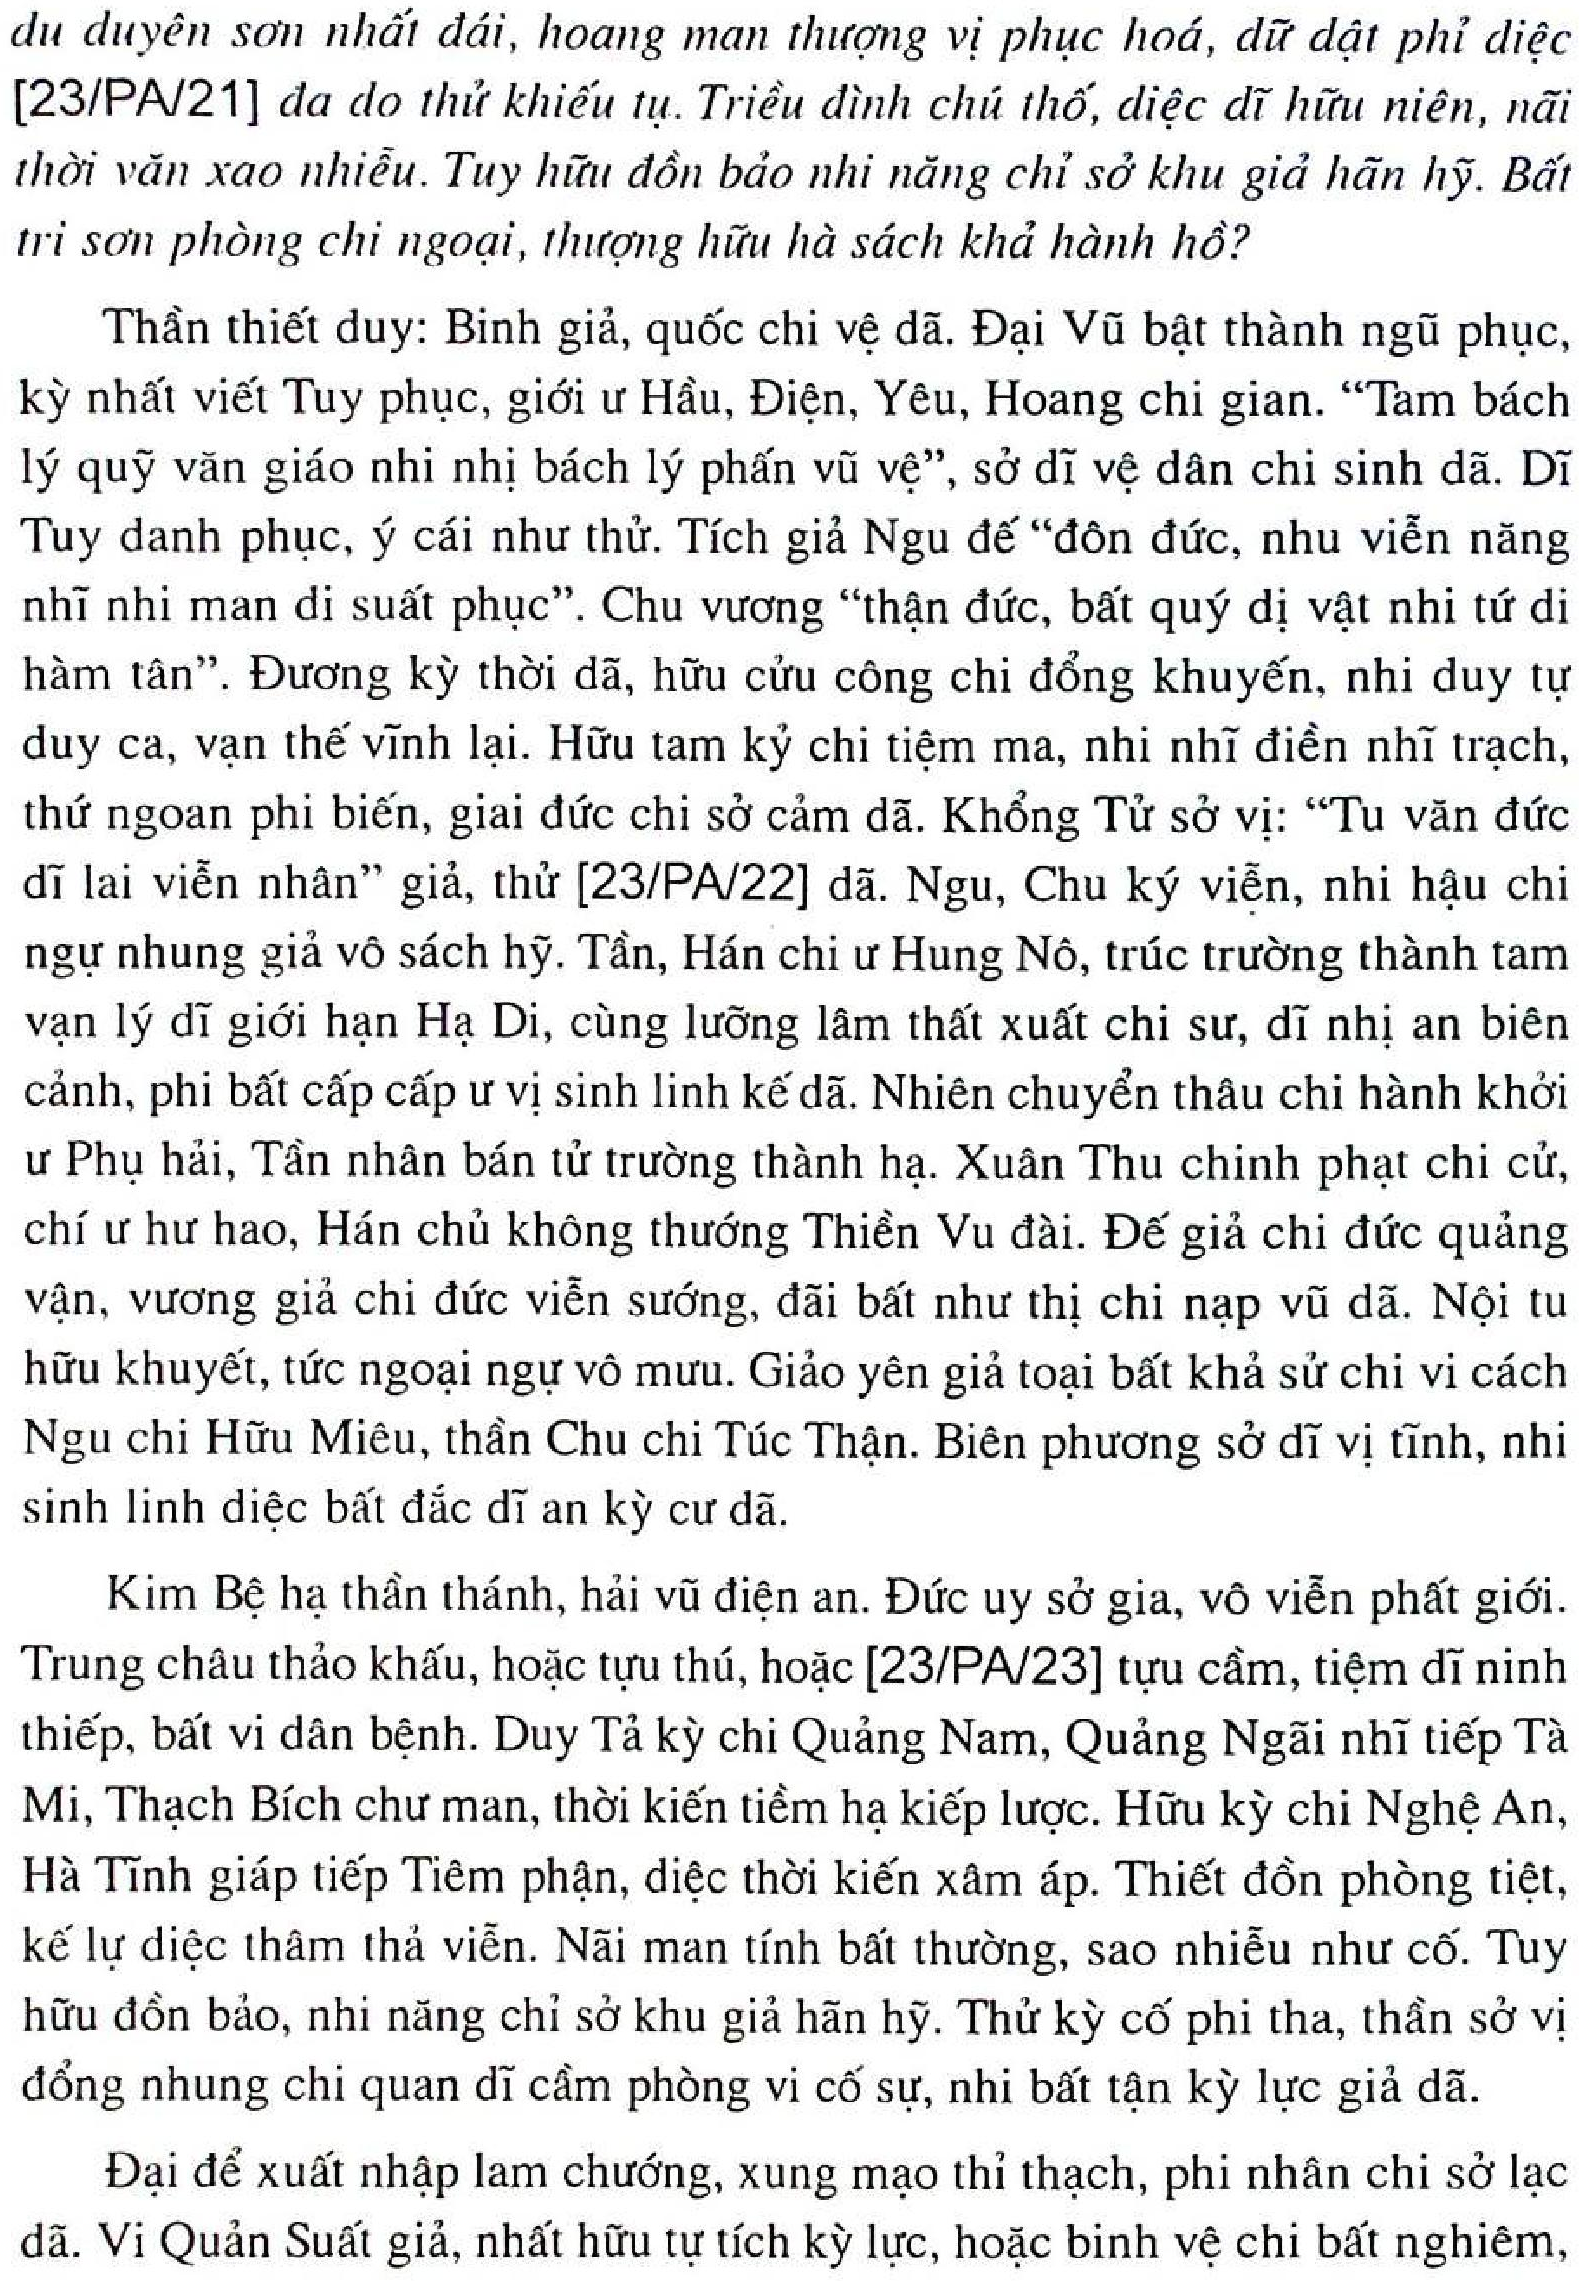 du duyên sơn nhất đái, hoang man thượng vị phục hoá, dữ dật phỉ diệc
[23/PA/21] đa do thử khiếu tụ. Triều đình chú thố, diệc dĩ hữu niên, nãi
thời văn xao nhiễu. Tuy hữu đồn bảo nhi năng chỉ sở khu giả hãn hỹ. Bất
tri sơn phòng chi ngoại, thượng hữu hà sách khả hành hồ?
Thần thiết duy: Binh giả, quốc chi vệ dã. Đại Vũ bật thành ngũ phục,
kỳ nhất viết Tuy phục, giới ư Hầu, Điện, Yêu, Hoang chi gian. “Tam bách
lý quỹ văn giáo nhi nhị bách lý phấn vũ vệ”, sở dĩ vệ dân chi sinh dã. Dĩ
Tuy danh phục, ý cái như thử. Tích giả Ngu đế “đôn đức, nhu viễn năng
nhĩ nhi man di suất phục”. Chu vương “thận đức, bất quý dị vật nhi tứ di
hàm tân”. Đương kỳ thời dã, hữu cửu công chi đổng khuyến, nhi duy tự
duy ca, vạn thế vĩnh lại. Hữu tam kỷ chi tiệm ma, nhi nhĩ điền nhĩ trạch,
thứ ngoan phi biến, giai đức chi sở cảm dã. Khổng Tử sở vị: “Tu văn đức
dĩ lai viễn nhân” giả, thử [23/PA/22] dã. Ngu, Chu ký viễn, nhi hậu chi
ngự nhung giả vô sách hỹ. Tần, Hán chi ư Hung Nô, trúc trường thành tam
vạn lý dĩ giới hạn Hạ Di, cùng lưỡng lâm thất xuất chi sư, dĩ nhị an biên
cảnh, phi bất cấp cấp ư vị sinh linh kế dã. Nhiên chuyển thâu chi hành khởi
ư Phụ hải, Tần nhân bán tử trường thành hạ. Xuân Thu chinh phạt chi cử,
chí ư hư hao, Hán chủ không thướng Thiền Vu đài. Đế giả chi đức quảng
vận, vương giả chi đức viễn sướng, đãi bất như thị chi nạp vũ dã. Nội tu
hữu khuyết, tức ngoại ngự vô mưu. Giảo yên giả toại bất khả sử chi vi cách
Ngu chi Hữu Miêu, thần Chu chi Túc Thận. Biên phương sở dĩ vị tĩnh, nhi
sinh linh diệc bất đắc dĩ an kỳ cư dã.
Kim Bệ hạ thần thánh, hải vũ điện an. Đức uy sở gia, vô viễn phất giới.
Trung châu thảo khấu, hoặc tựu thú, hoặc [23/PA/23] tựu cầm, tiệm dĩ ninh
thiếp, bất vi dân bệnh. Duy Tả kỳ chi Quảng Nam, Quảng Ngãi nhĩ tiếp Tà
Mi, Thạch Bích chư man, thời kiến tiềm hạ kiếp lược. Hữu kỳ chi Nghệ An,
Hà Tĩnh giáp tiếp Tiêm phận, diệc thời kiến xâm áp. Thiết đồn phòng tiệt,
kế lự diệc thâm thả viễn. Nãi man tính bất thường, sao nhiễu như cố. Tuy
hữu đồn bảo, nhi năng chỉ sở khu giả hãn hỹ. Thử kỳ cố phi tha, thần sở vị
đổng nhung chi quan dĩ cầm phòng vi cố sự, nhi bất tận kỳ lực giả dã.
Đại để xuất nhập lam chướng, xung mạo thỉ thạch, phi nhân chi sở lạc
dã. Vi Quản Suất giả, nhất hữu tự tích kỳ lực, hoặc binh vệ chi bất nghiêm,